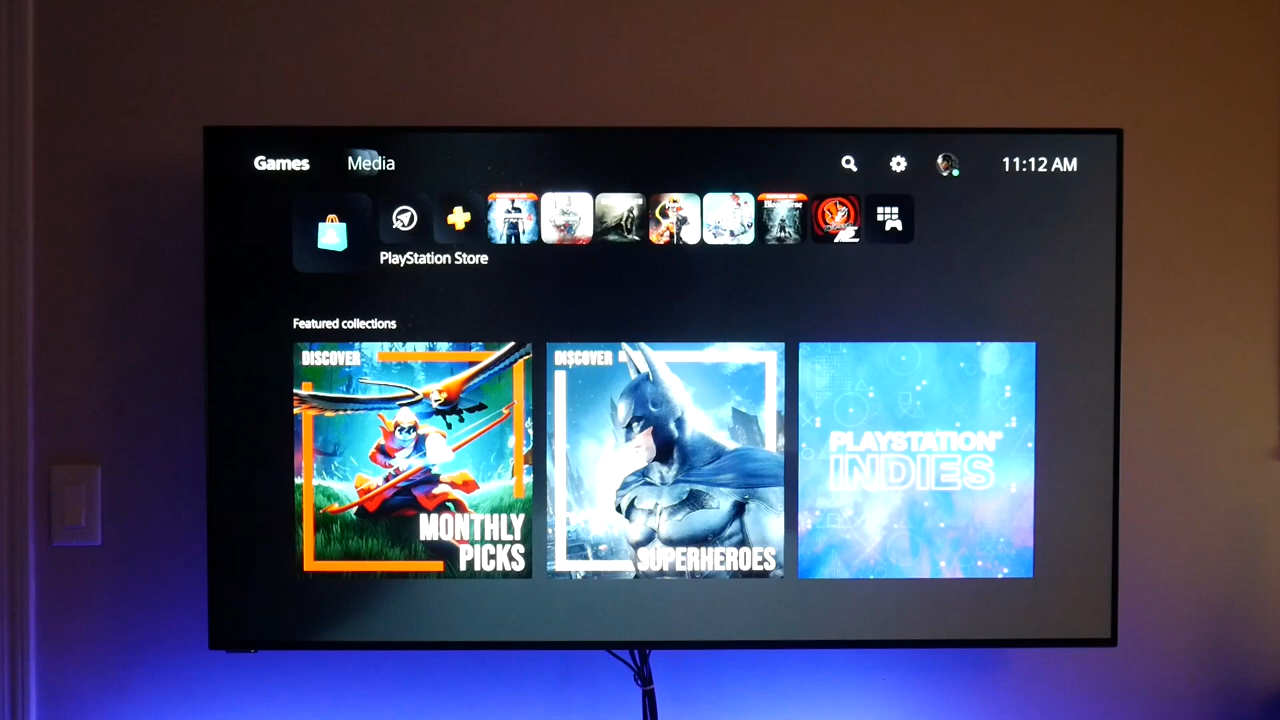 Games Media 11:12 AM
PlayStation Store
Featured collections
DISCOVER
MONTHLY
PICKS
DISCOVER
SUPERHEROES
PLAYSTATION
INDIES